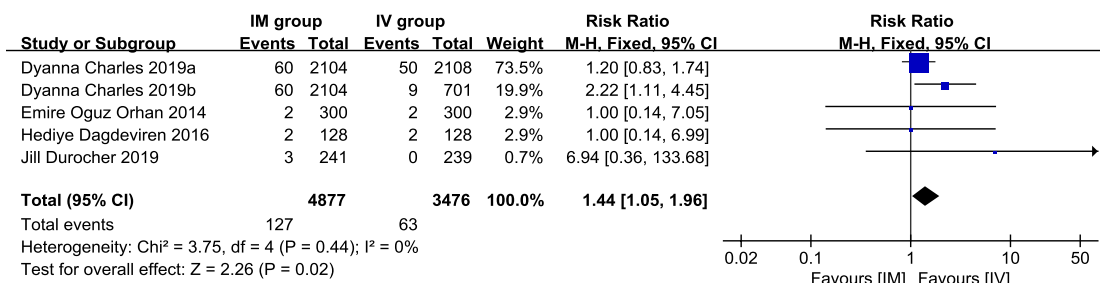 IM group IV group Risk Ratio Risk Ratio
Study or Subgroup Events Total Events Total Weight M-H, Fixed, 95% CI M-H, Fixed, 95% CI
Dyanna Charles 2019a 60 2104 50 2108 73.5% 1.20 [0.83, 1.74]
Dyanna Charles 2019b 60 2104 9 701 19.9% 2.22 [1.11, 4.45]
Emire Oguz Orhan 2014 2 300 2 300 2.9% 1.00 [0.14, 7.05]
Hediye Dagdeviren 2016 2 128 2 128 2.9% 1.00 [0.14, 6.99]
Jill Durocher 2019 3 241 0 239 0.7% 6.94 [0.36, 133.68]
Total (95% CI) 4877 3476 100.0% 1.44 [1.05, 1.96]
Total events 127 63
Heterogeneity: Chi² = 3.75, df = 4 (P = 0.44); I² = 0%
Test for overall effect: Z = 2.26 (P = 0.02)
0.02 0.1 1 10 50
Favours [IM] Favours [IV]